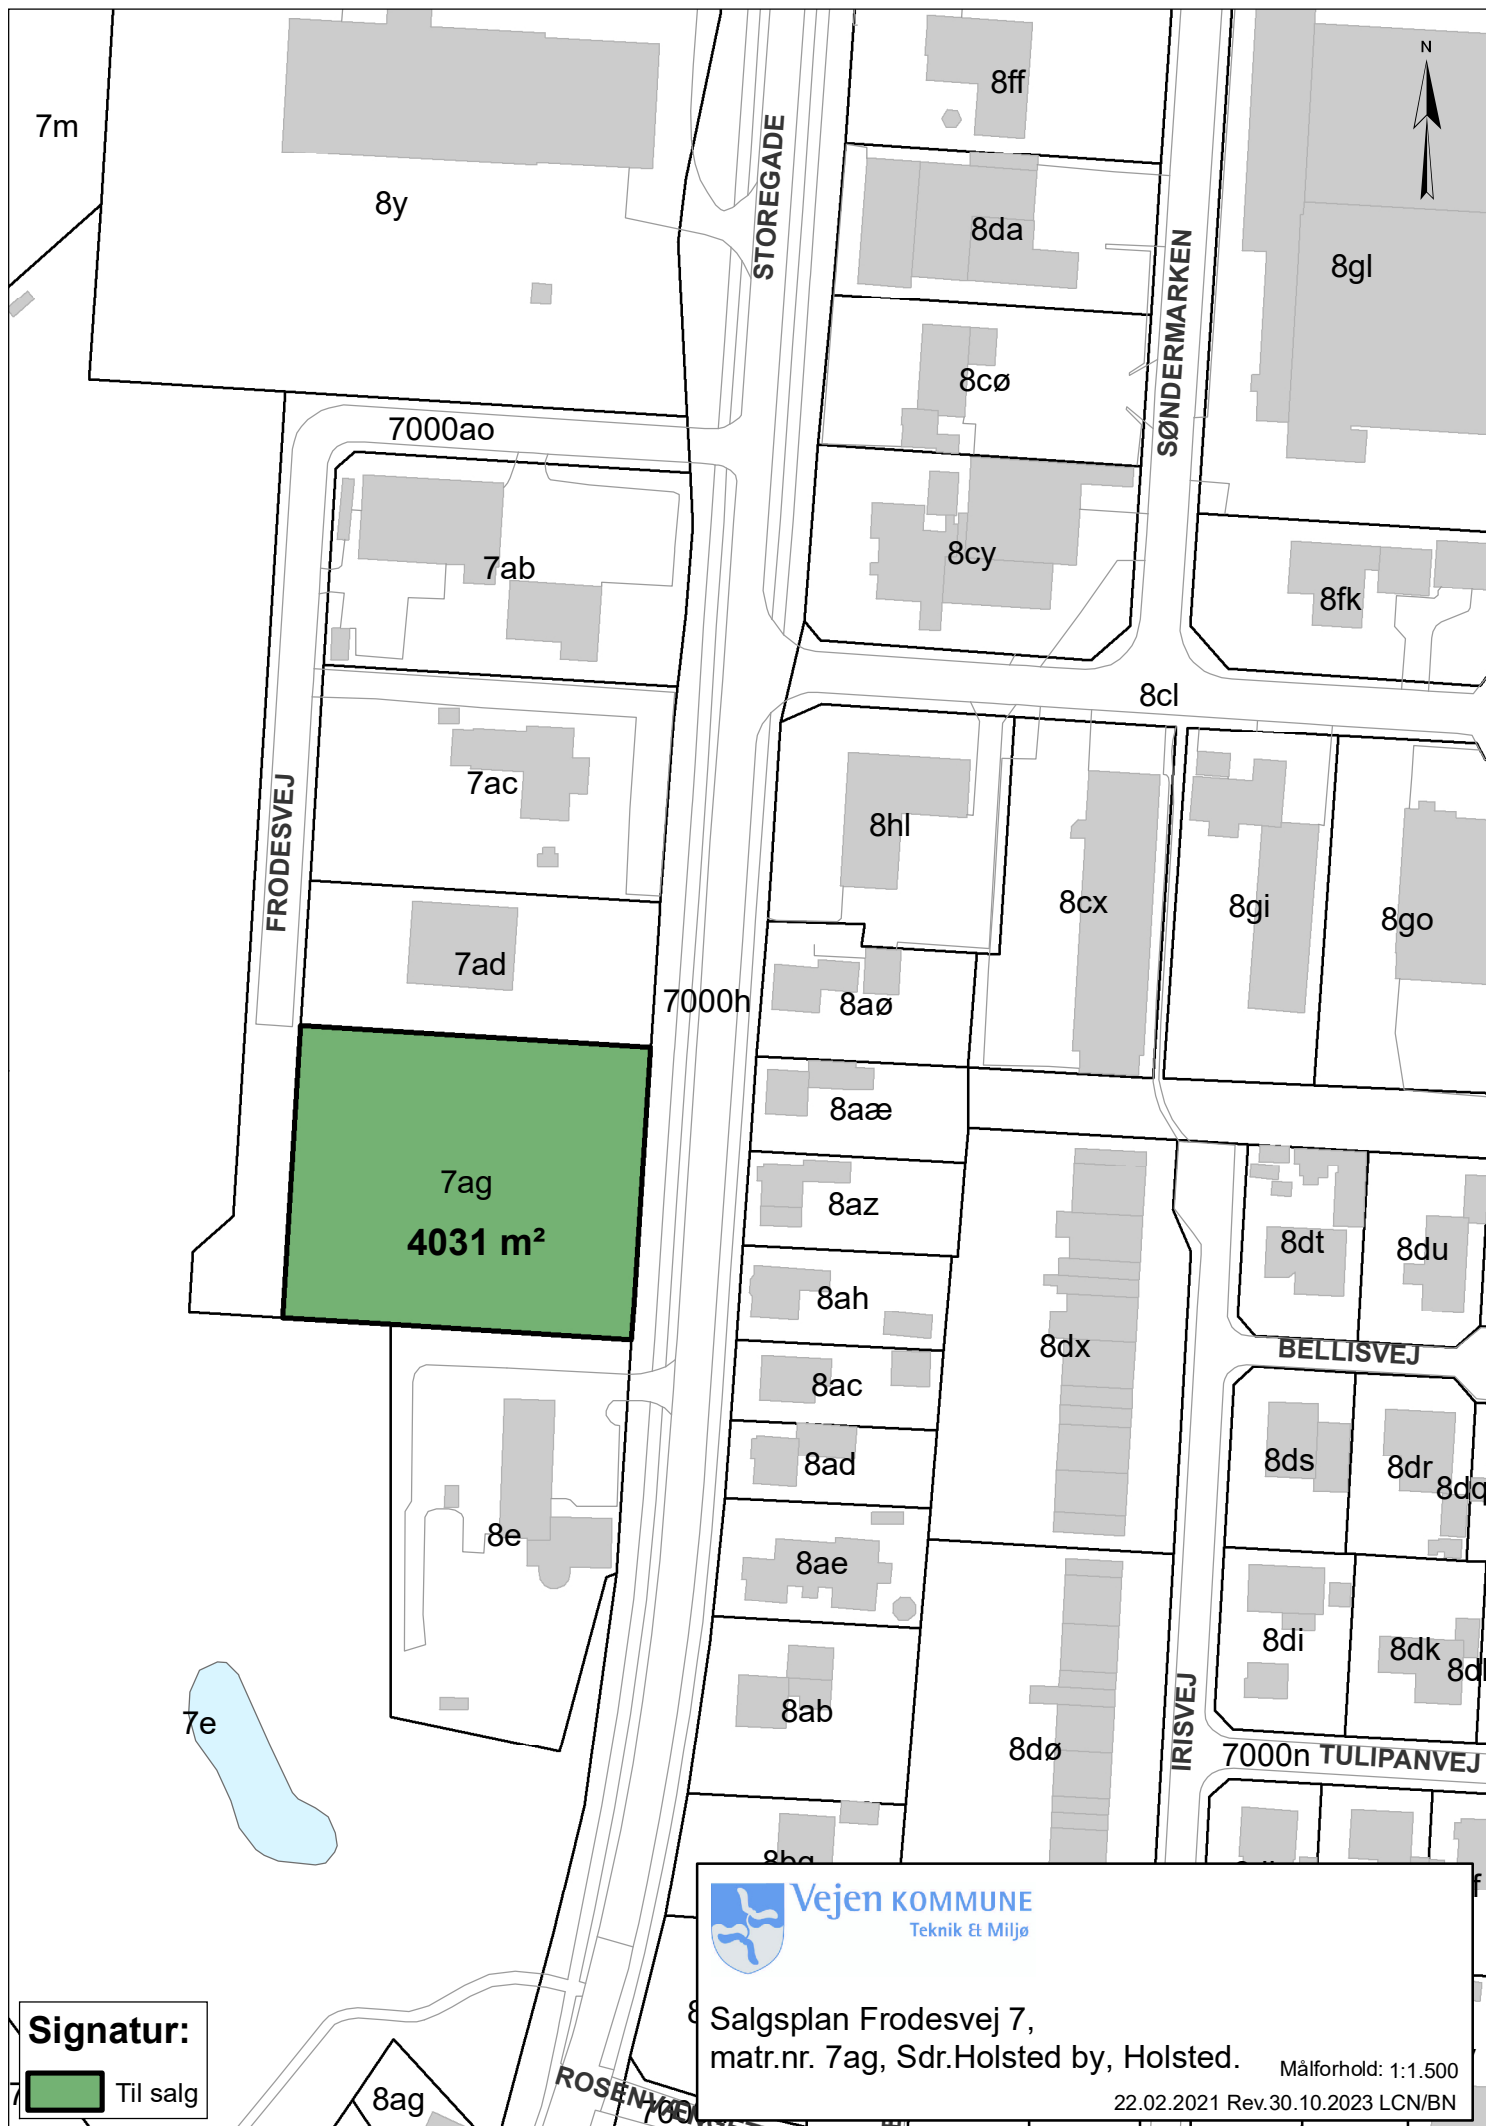 N
7m
8y
STOREGADE
8ff
8da
SØNDERMARKEN
8gl
8cø
7000ao
7ab
8cy
8fk
8cl
FRODESVEJ
7ac
8hl
8cx
8gi
8go
7ad
7000h
8aø
8aæ
7ag
4031 m²
8az
8dt
8du
8ah
8dx
BELLISVEJ
8ac
8ad
8ds
8dr
8dq
8e
8ae
8di
8dk
7e
8ab
8dø
IRISVEJ
7000n
TULIPANVEJ
8bg
Vejen KOMMUNE
Teknik & Miljø
Salgsplan Frodesvej 7,
matr.nr. 7ag, Sdr.Holsted by, Holsted.
Målforhold: 1:1.500
22.02.2021 Rev.30.10.2023 LCN/BN
Signatur:
Til salg
8ag